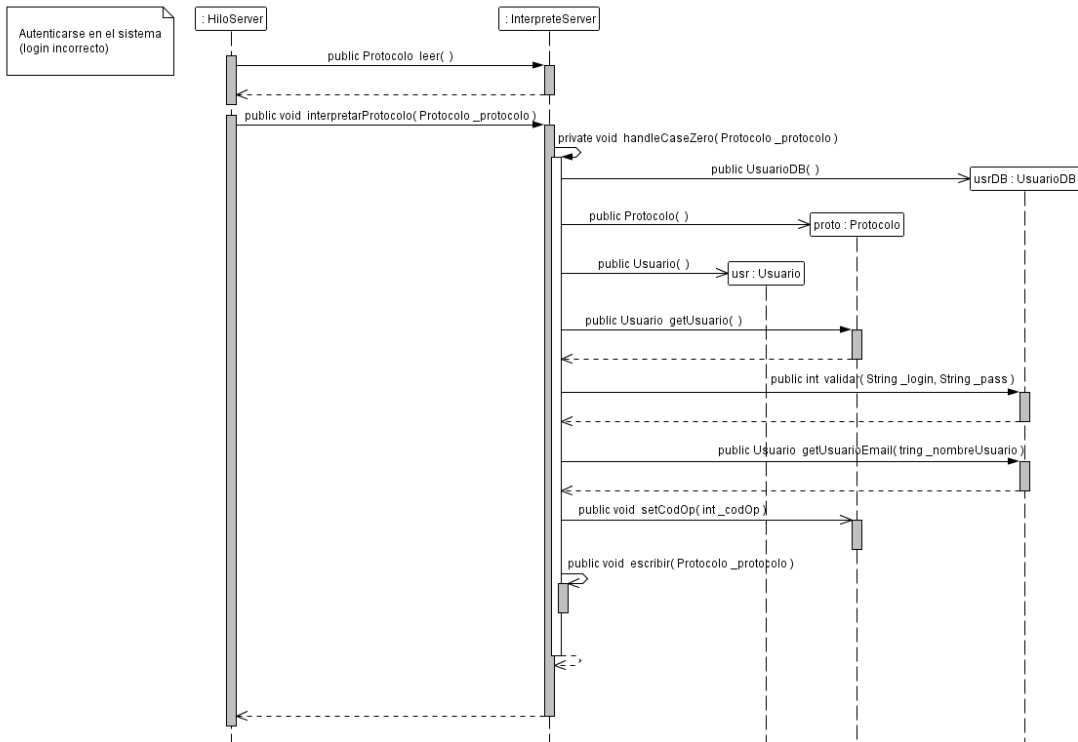 Autenticarse en el sistema
(login incorrecto)
: HiloServer
: InterpreteServer
public Protocolo leer( )
public void interpretarProtocolo( Protocolo _protocolo )
private void handleCaseZero( Protocolo _protocolo )
public UsuarioDB( )
usrDB : UsuarioDB
public Protocolo( )
proto : Protocolo
public Usuario( )
usr : Usuario
public Usuario getUsuario( )
public int validar( String _login, String _pass )
public Usuario getUsusrioEmail( tring _nombreUsuario )
public void setCodOp( int _codOp )
public void escribir( Protocolo _protocolo )